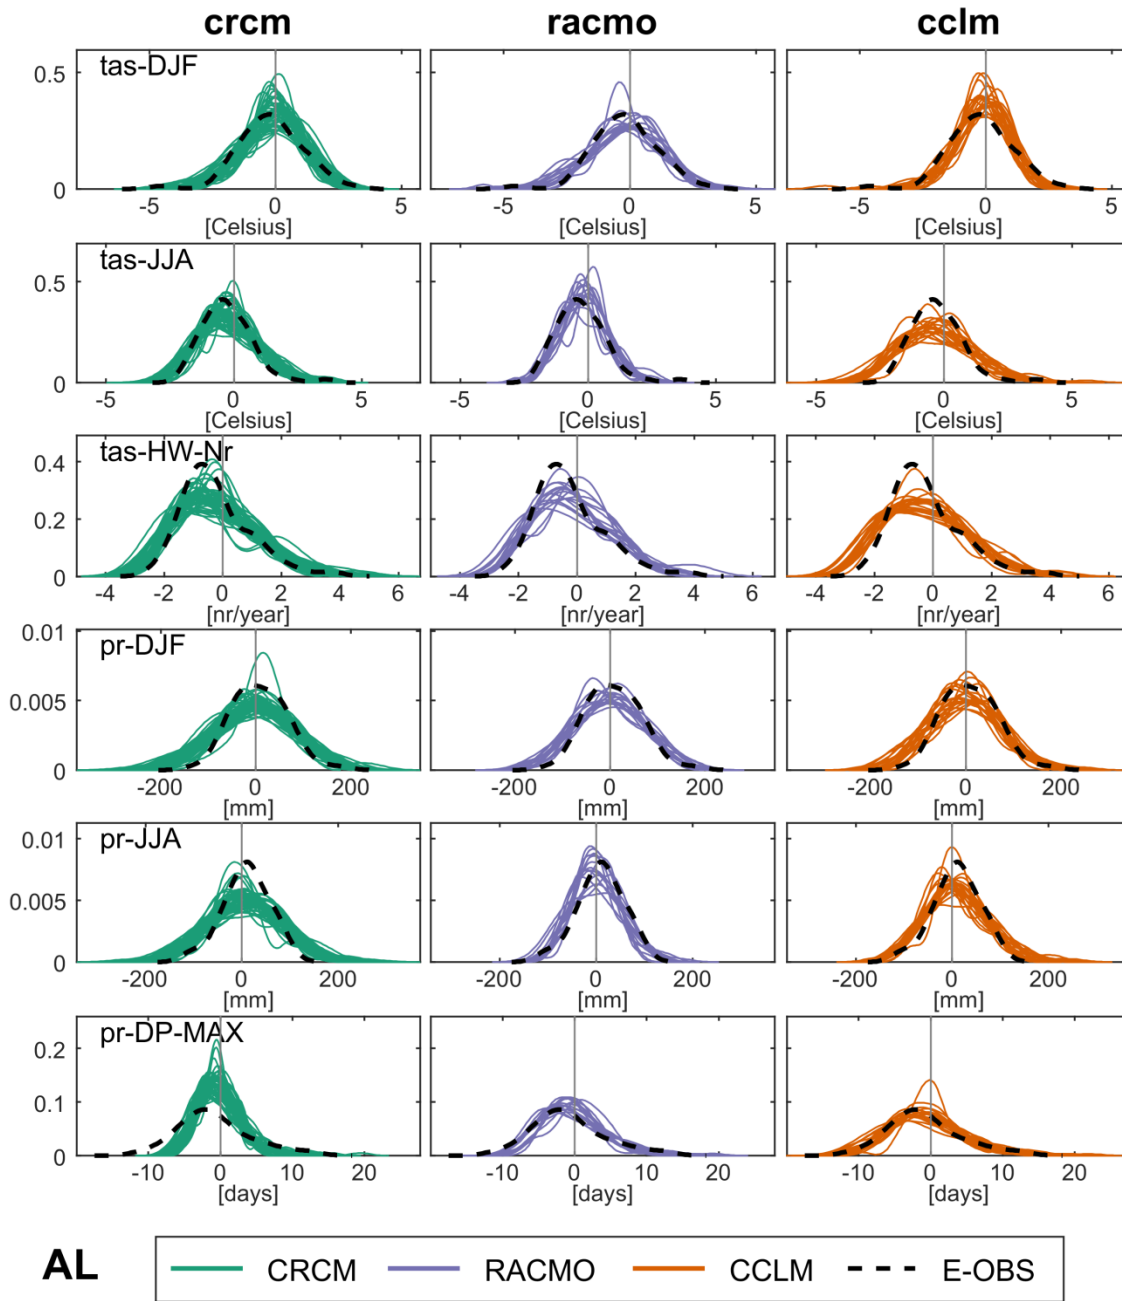 crcm racmo cclm
tas-DJF
0.5
0
-5 0 5 -5 0 5 -5 0 5
[Celsius] [Celsius] [Celsius]
tas-JJA
0.5
0
-5 0 5 -5 0 5 -5 0 5
[Celsius] [Celsius] [Celsius]
tas-HW-Nr
0.4
0.2
0
-4 -2 0 2 4 6 -4 -2 0 2 4 6 -4 -2 0 2 4 6
[nr/year] [nr/year] [nr/year]
pr-DJF
0.01
0.005
0
-200 0 200 -200 0 200 -200 0 200
[mm] [mm] [mm]
pr-JJA
0.01
0.005
0
-200 0 200 -200 0 200 -200 0 200
[mm] [mm] [mm]
pr-DP-MAX
0.2
0.1
0
-10 0 10 20 -10 0 10 20 -10 0 10 20
[days] [days] [days]
AL CRCM RACMO CCLM E-OBS